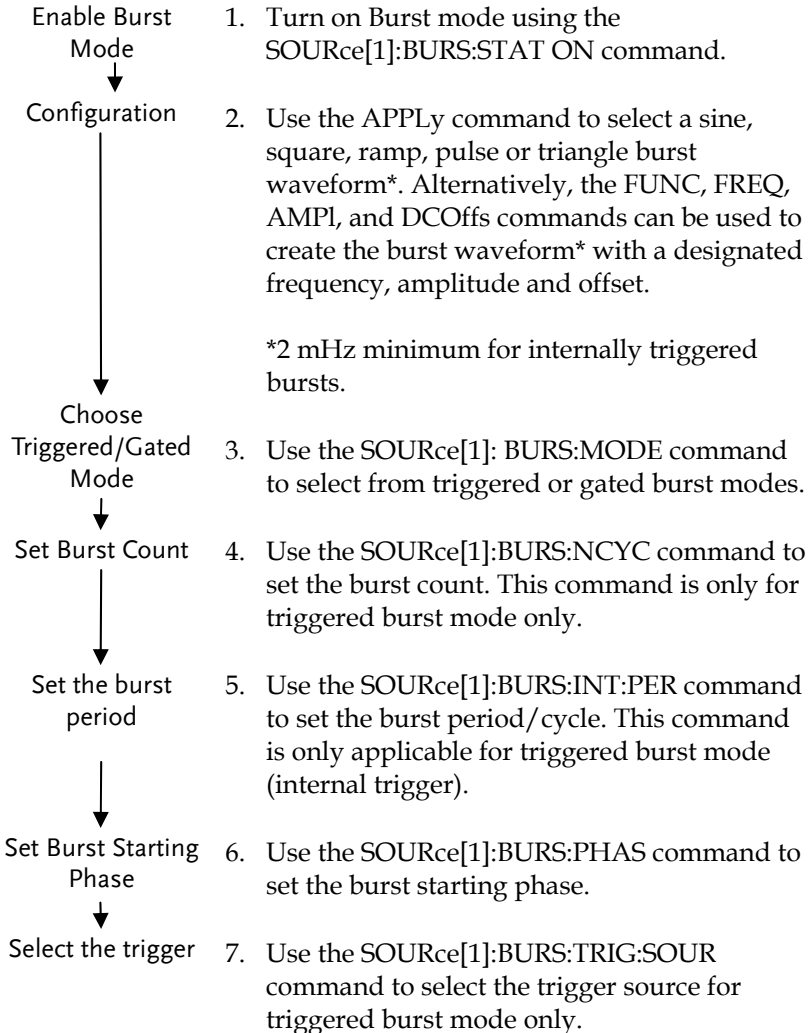 Enable Burst
Mode
1. Turn on Burst mode using the
SOURce[1]:BURS:STAT ON command.
Configuration
2. Use the APPLy command to select a sine,
square, ramp, pulse or triangle burst
waveform*. Alternatively, the FUNC, FREQ,
AMPl, and DCOffs commands can be used to
create the burst waveform* with a designated
frequency, amplitude and offset.
*2 mHz minimum for internally triggered
bursts.
Choose
Triggered/Gated
Mode
3. Use the SOURce[1]: BURS:MODE command
to select from triggered or gated burst modes.
Set Burst Count
4. Use the SOURce[1]:BURS:NCYC command to
set the burst count. This command is only for
triggered burst mode only.
Set the burst
period
5. Use the SOURce[1]:BURS:INT:PER command
to set the burst period/cycle. This command
is only applicable for triggered burst mode
(internal trigger).
Set Burst Starting
Phase
6. Use the SOURce[1]:BURS:PHAS command to
set the burst starting phase.
Select the trigger
7. Use the SOURce[1]:BURS:TRIG:SOUR
command to select the trigger source for
triggered burst mode only.